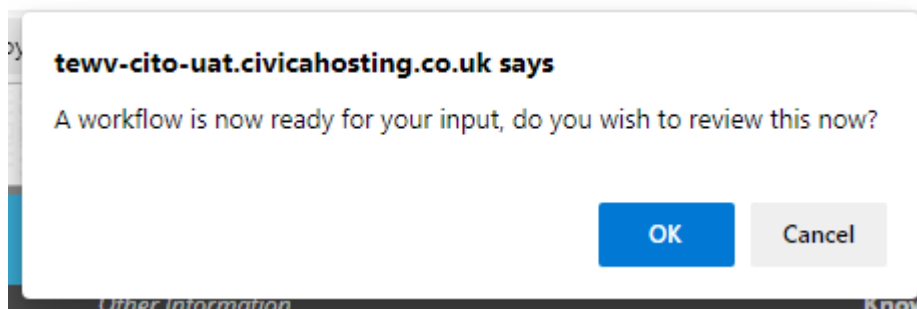 tewv-cito-uat.civicahosting.co.uk says
A workflow is now ready for your input, do you wish to review this now?
OK
Cancel
Other Information